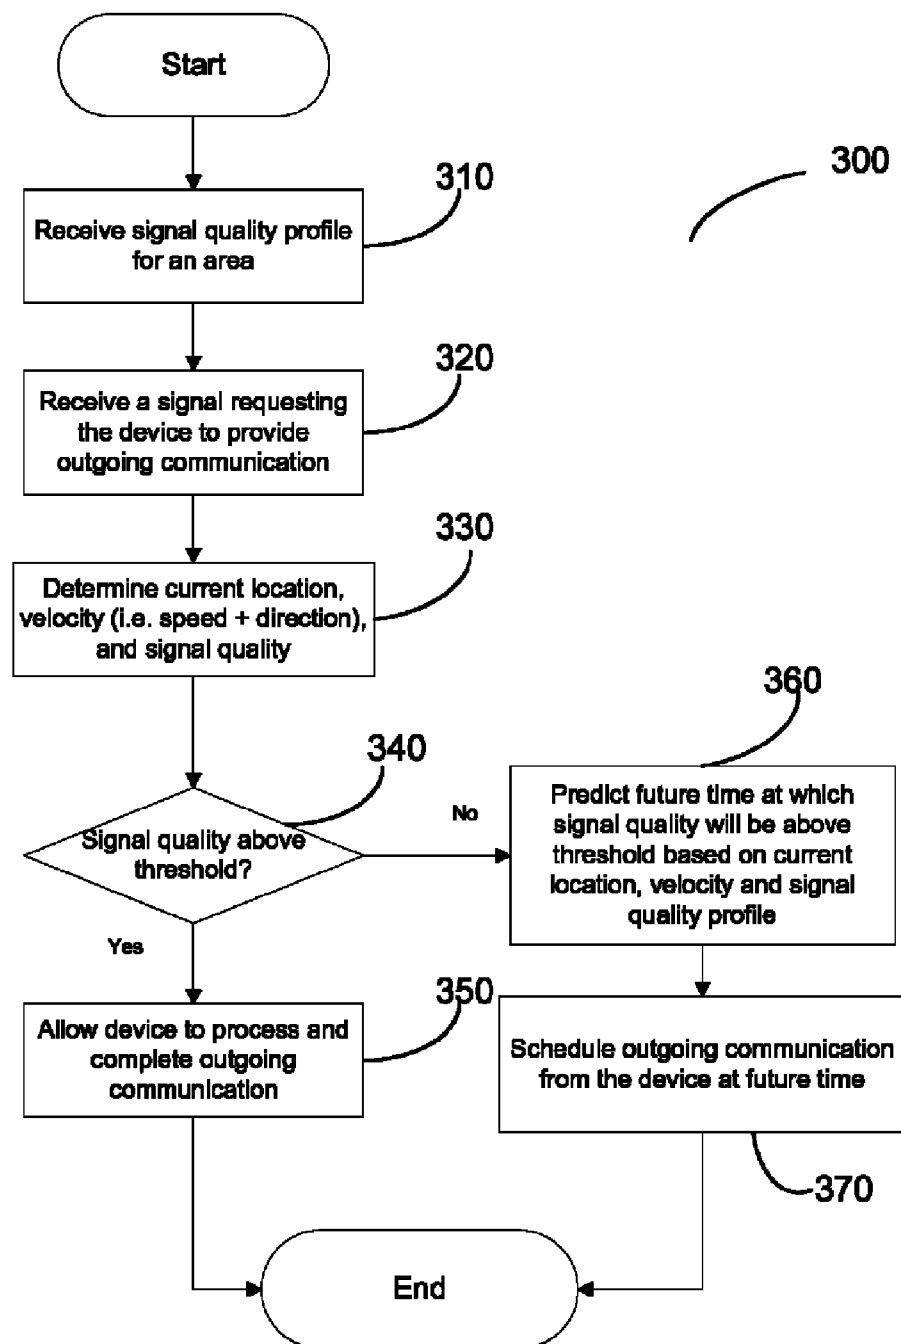 Start
300
310
Receive signal quality profile
for an area
320
Receive a signal requesting
the device to provide
outgoing communication
330
Determine current location,
velocity (i.e. speed + direction),
and signal quality
340
Signal quality above
threshold?
No
Yes
360
Predict future time at which
signal quality will be above
threshold based on current
location, velocity and signal
quality profile
350
Allow device to process and
complete outgoing
communication
Schedule outgoing communication
from the device at future time
370
End